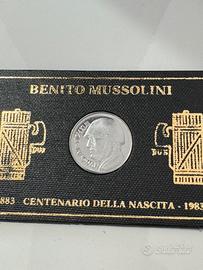 BENITO MUSSOLINI
883 - CENTENARIO DELLA NASCITA - 1983
subito